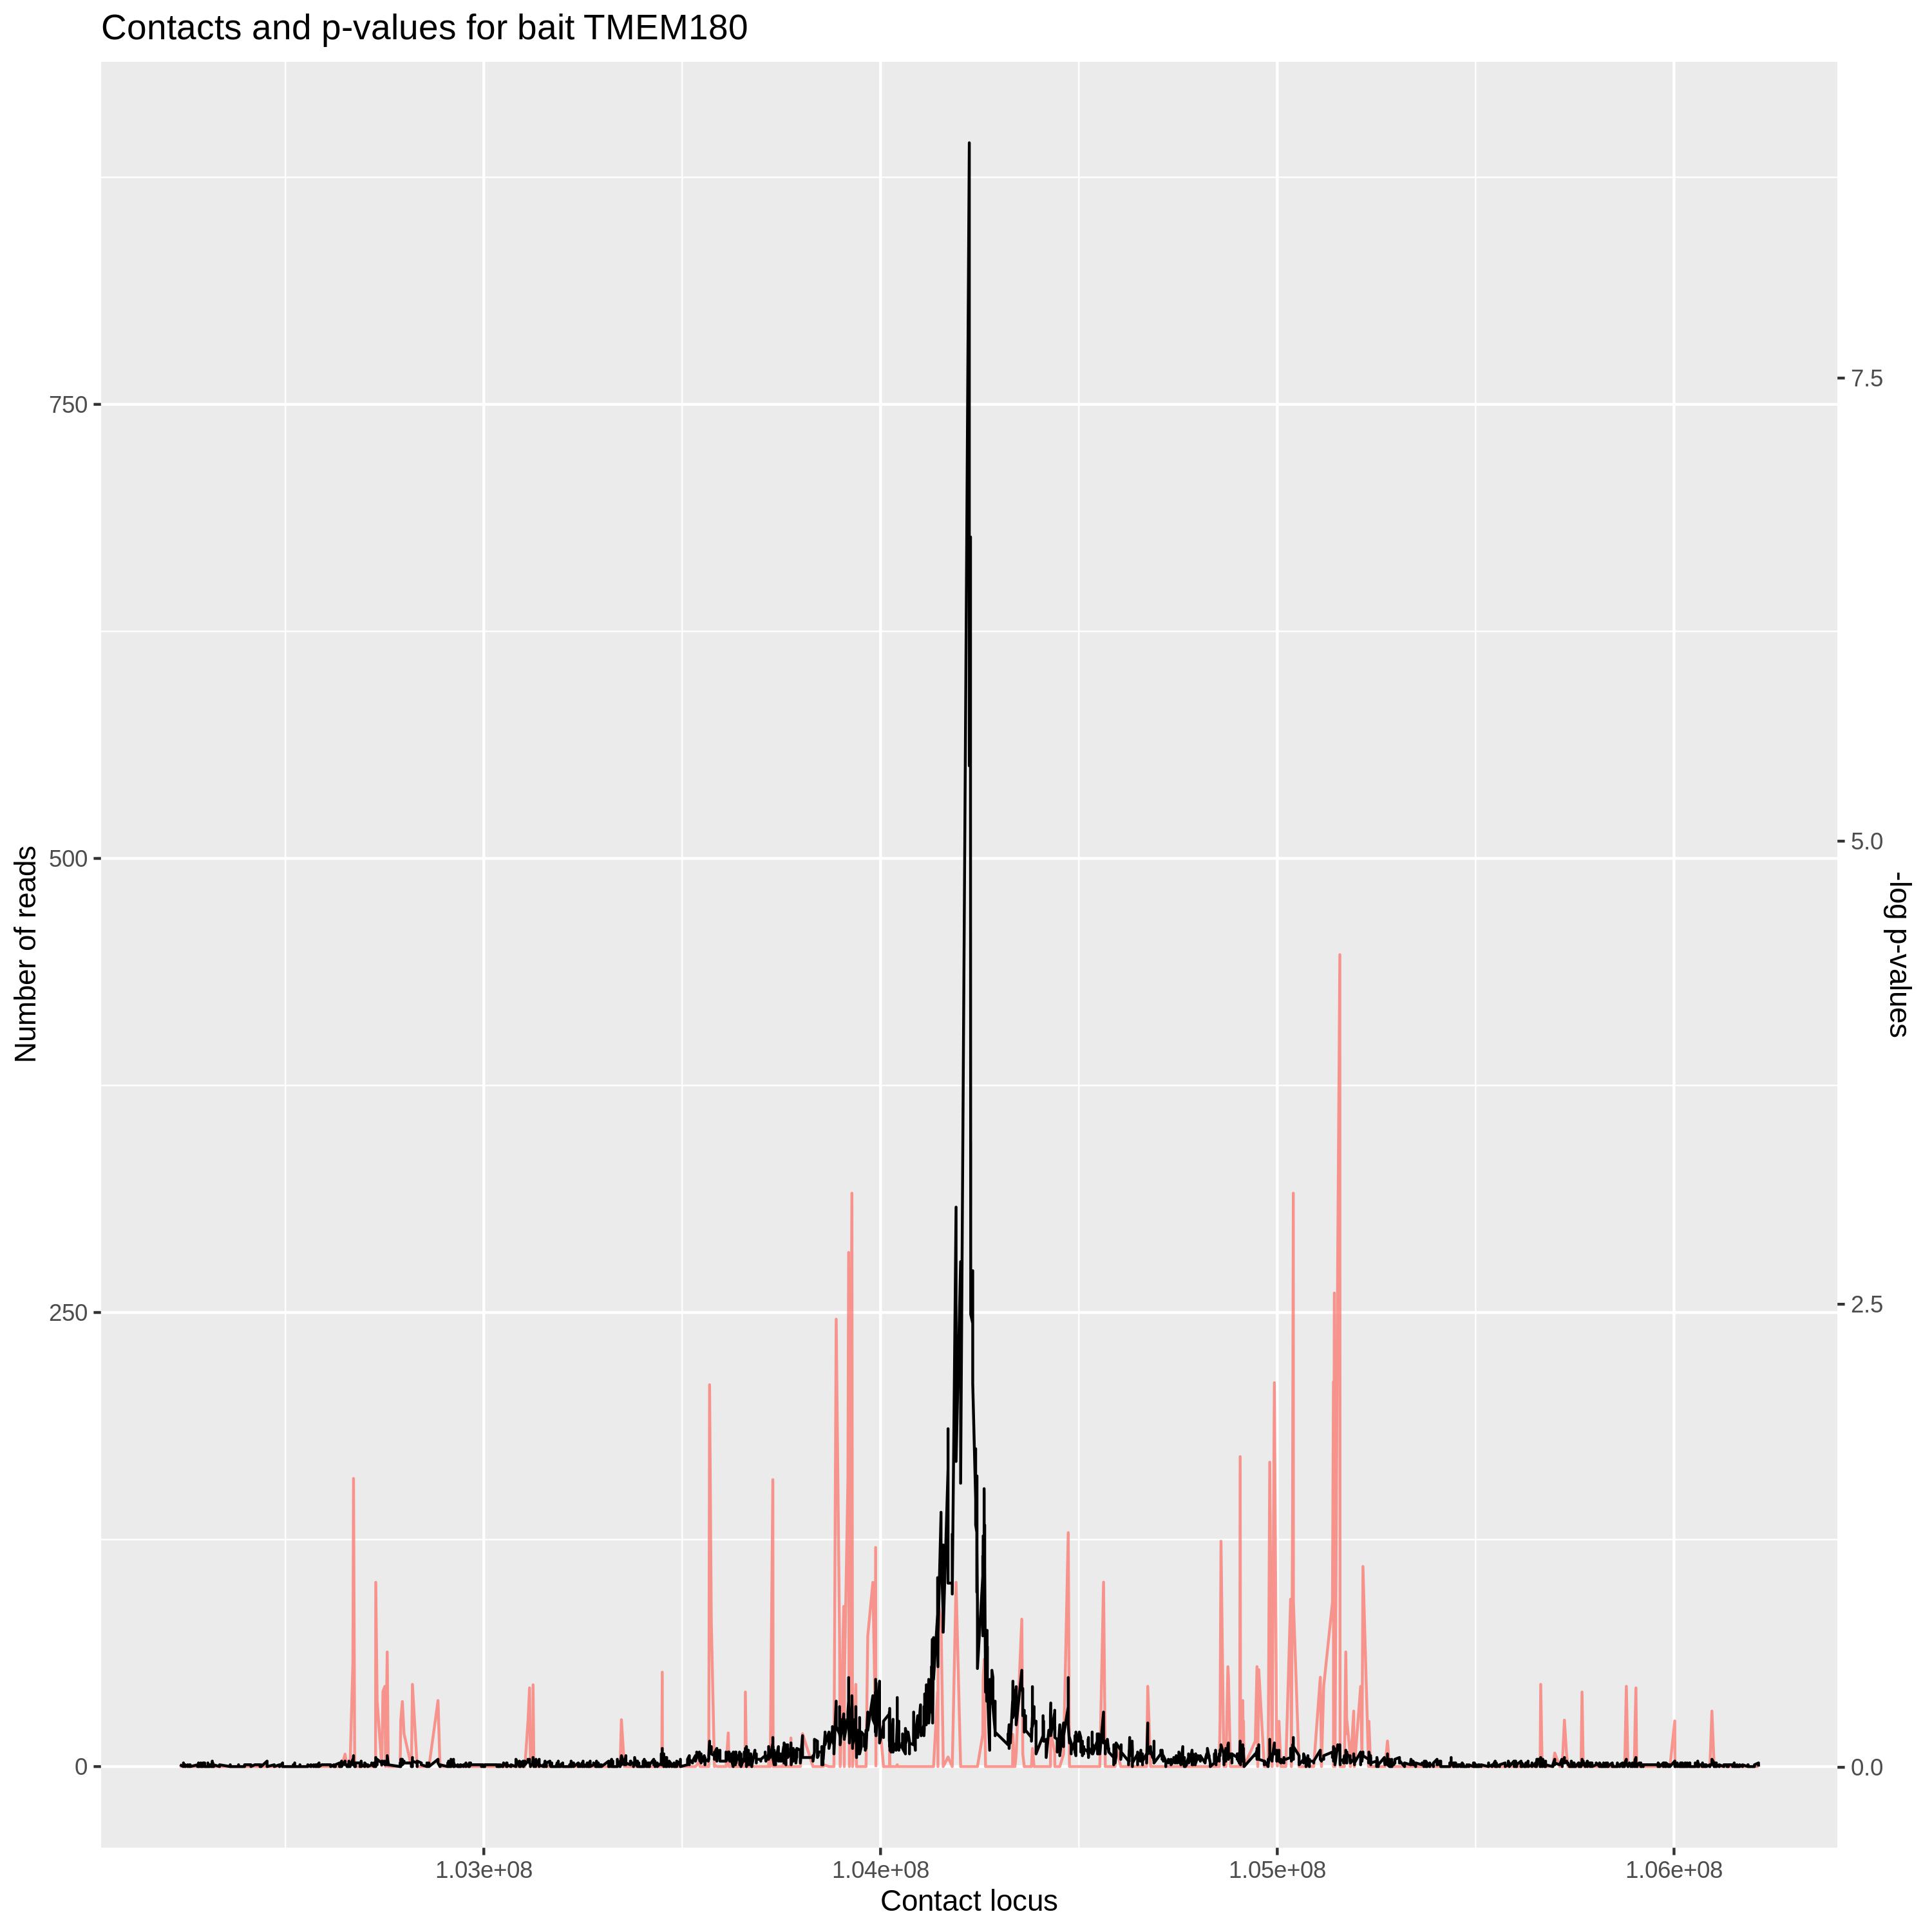 Contacts and p-values for bait TMEM180
Number of reads
750
500
250
0
7.5
5.0
2.5
0.0
-log p-values
1.03e+08
1.04e+08
1.05e+08
1.06e+08
Contact locus